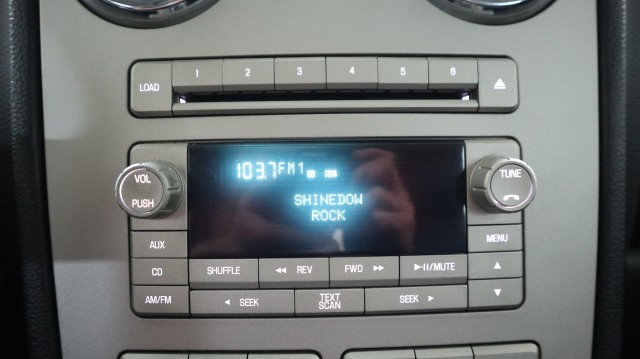 1 2 3 4 5 6
LOAD
103.7 FM1
SHINEDOW
ROCK
VOL
PUSH
TUNE
AUX
MENU
CD
SHUFFLE
REV
FWD
MUTE
AM/FM
SEEK
TEXT
SCAN
SEEK